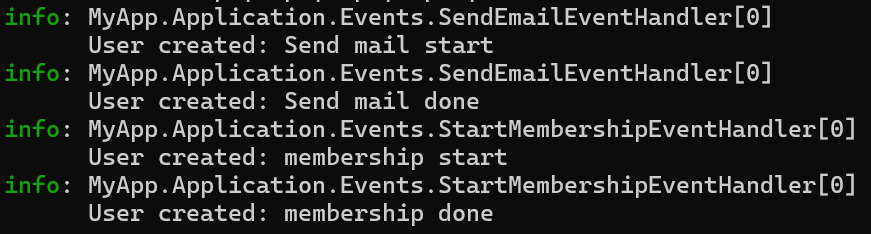 info: MyApp.Application.Events.SendEmailEventHandler[0]
User created: Send mail start
info: MyApp.Application.Events.SendEmailEventHandler[0]
User created: Send mail done
info: MyApp.Application.Events.StartMembershipEventHandler[0]
User created: membership start
info: MyApp.Application.Events.StartMembershipEventHandler[0]
User created: membership done